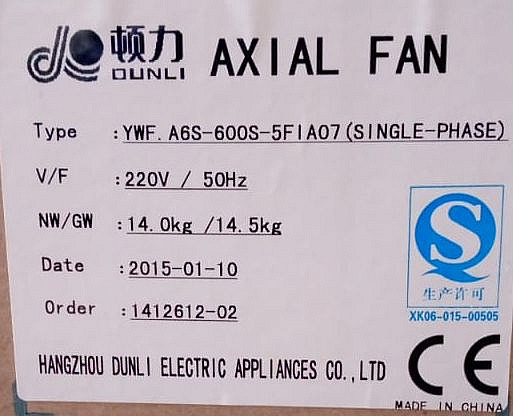 顿力
DUNLI
AXIAL FAN
Type :YWF.A6S-600S-5FIA07(SINGLE-PHASE)
V/F :220V / 50Hz
NW/GW :14.0kg /14.5kg
Date :2015-01-10
Order :1412612-02
QS
生产许可
XK06-015-00505
HANGZHOU DUNLI ELECTRIC APPLIANCES CO.,LTD
CE
MADE IN CHINA